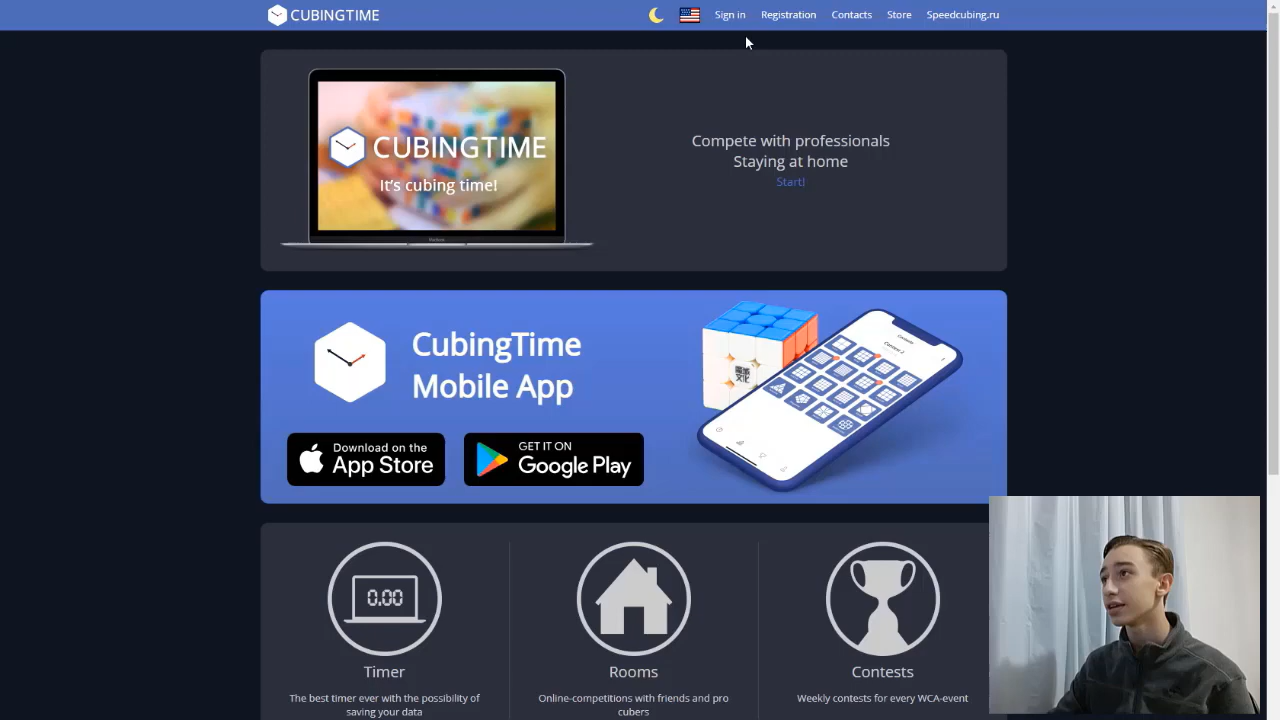 CUBINGTIME
Sign in
Registration
Contacts
Store
Speedcubing.ru
CUBINGTIME
It's cubing time!
Compete with professionals
Staying at home
Start!
CubingTime
Mobile App
Download on the
App Store
GET IT ON
Google Play
0.00
Timer
The best timer ever with the possibility of
saving your data
Rooms
Online-competitions with friends and pro
cubers
Contests
Weekly contests for every WCA-event